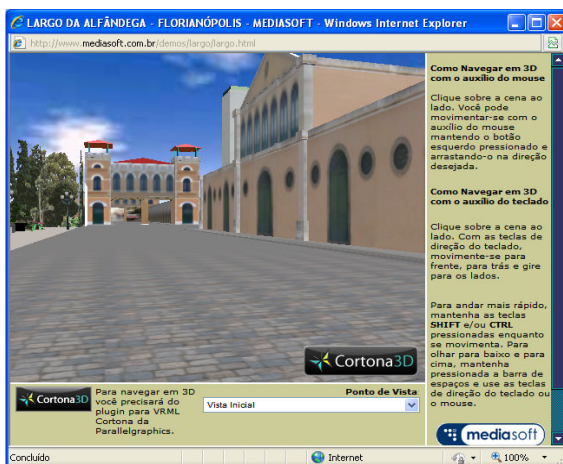 LARGO DA ALFÂNDEGA - FLORIANÓPOLIS - MEDIASOFT - Windows Internet Explorer
http://www.mediasoft.com.br/demos/largo/largo.html
Como Navegar em 3D
com o auxílio do mouse
Clique sobre a cena ao
lado. Você pode
movimentar-se com o
auxílio do mouse
mantendo o botão
esquerdo pressionado e
arrastando-o na direção
desejada.
Como Navegar em 3D
com o auxílio do teclado
Clique sobre a cena ao
lado. Com as teclas de
direção do teclado,
movimente-se para
frente, para trás e gire
para os lados.
Para andar mais rápido,
mantenha as teclas
SHIFT e/ou CTRL
pressionadas enquanto
se movimenta. Para
olhar para baixo e para
cima, mantenha
pressionada a barra de
espaços e use as teclas
de direção do teclado ou
o mouse.
mediasoft
Cortona3D
Cortona3D
Para navegar em 3D
você precisará do
plugin para VRML
Cortona da
Parallelgraphics.
Ponto de Vista
Vista Inicial
Concluído
Internet
100%